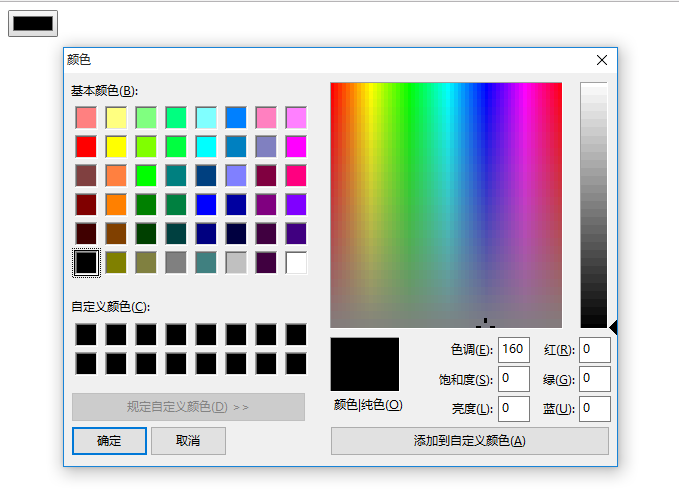 颜色
基本颜色(B):
自定义颜色(C):
规定自定义颜色(D) >>
确定
取消
颜色|纯色(O)
色调(E): 160
红(R): 0
饱和度(S): 0
绿(G): 0
亮度(L): 0
蓝(U): 0
添加到自定义颜色(A)